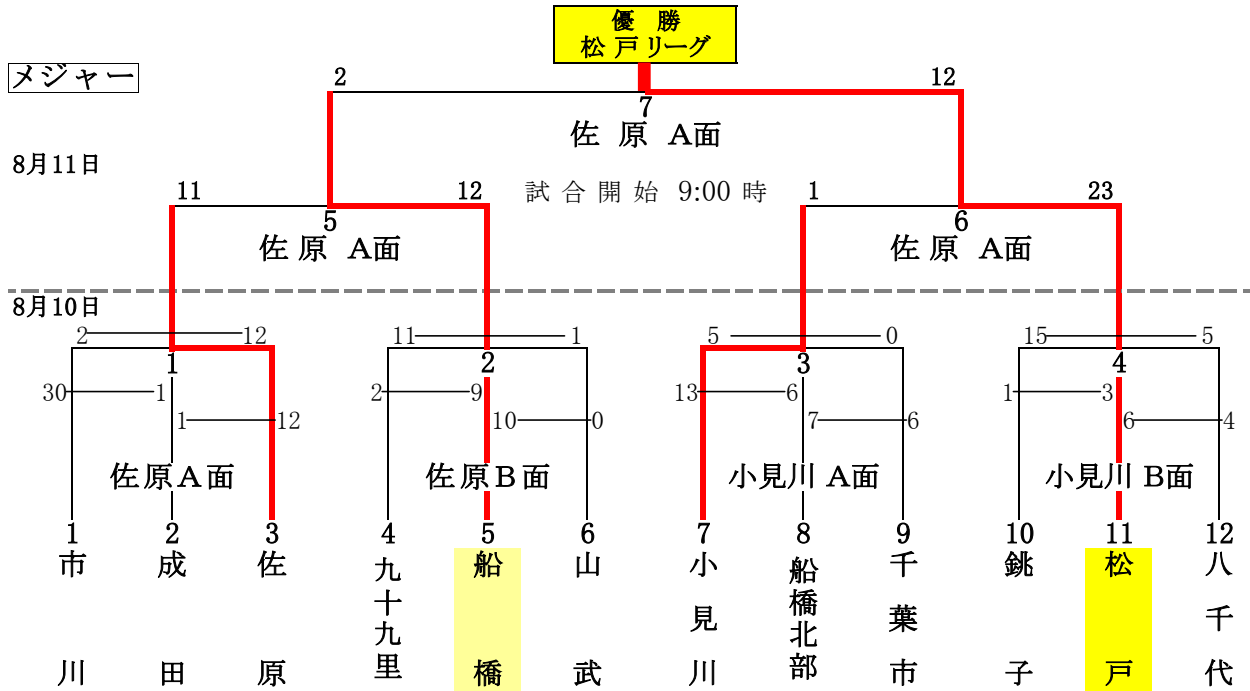 優 勝
松 戸 リーグ
メジャー
2
12
7
佐 原 A面
8月11日
11
12
試 合 開 始 9:00 時
1
23
5
6
佐 原 A面
佐 原 A面
8月10日
2 12
11 1
5 0
15 5
1
2
3
4
30 1
2 9
13 6
1 3
1 12
10 0
7 6
6 4
佐原A面
佐原B面
小見川 A面
小見川 B面
1 2 3 4 5 6 7 8 9 10 11 12
市川
成田
佐原
九十九里
船橋
山武
小見川
船橋北部
千葉市
銚子
松戸
八千代